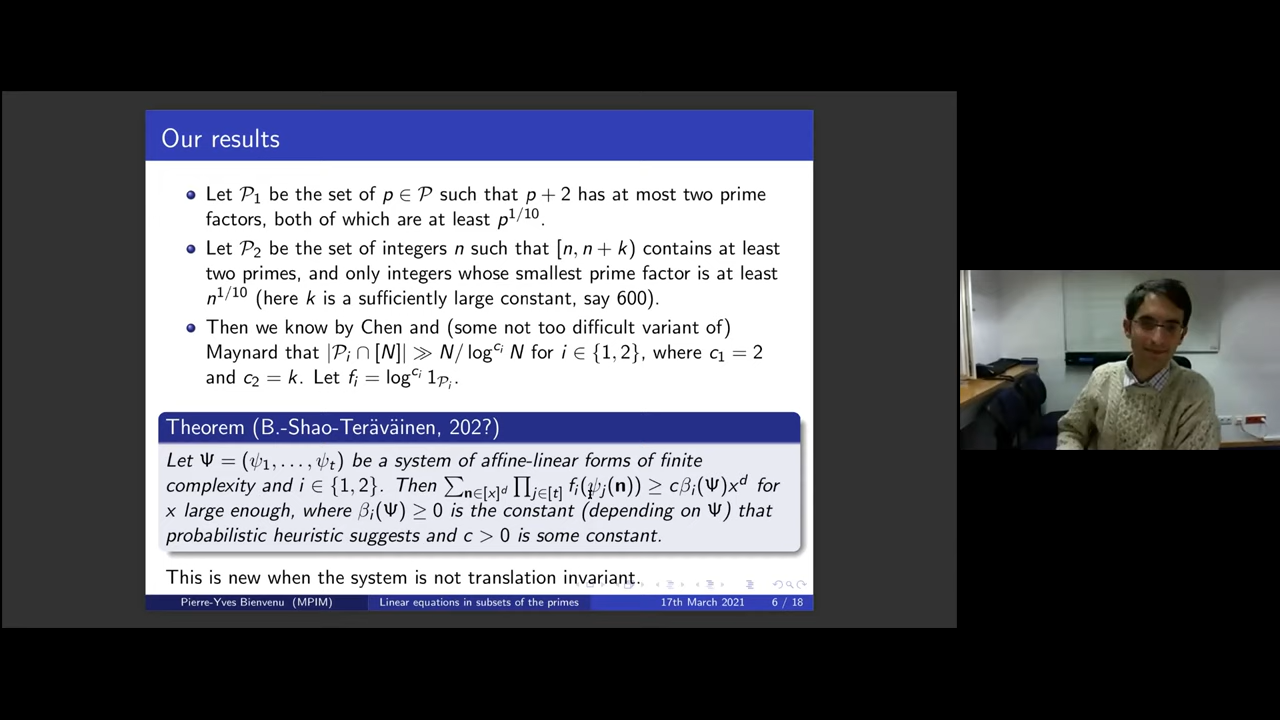 Our results
Let 𝒫₁ be the set of p ∈ 𝒫 such that p + 2 has at most two prime
factors, both of which are at least p^{1/10}.
Let 𝒫₂ be the set of integers n such that [n, n + k) contains at least
two primes, and only integers whose smallest prime factor is at least
n^{1/10} (here k is a sufficiently large constant, say 600).
Then we know by Chen and (some not too difficult variant of)
Maynard that |𝒫ᵢ ∩ [N]| ≫ N/ log^{cᵢ} N for i ∈ {1, 2}, where c₁ = 2
and c₂ = k. Let fᵢ = log^{cᵢ} 1_{𝒫ᵢ}.
Theorem (B.-Shao-Teräväinen, 202?)
Let Ψ = (ψ₁, . . . , ψₜ) be a system of affine-linear forms of finite
complexity and i ∈ {1, 2}. Then ∑_{n∈[x]^d} ∏_{j∈[t]} fᵢ(ψⱼ(n)) ≥ cβᵢ(Ψ)x^d for
x large enough, where βᵢ(Ψ) ≥ 0 is the constant (depending on Ψ) that
probabilistic heuristic suggests and c > 0 is some constant.
This is new when the system is not translation invariant.
Pierre-Yves Bienvenu (MPIM) Linear equations in subsets of the primes 17th March 2021 6 / 18